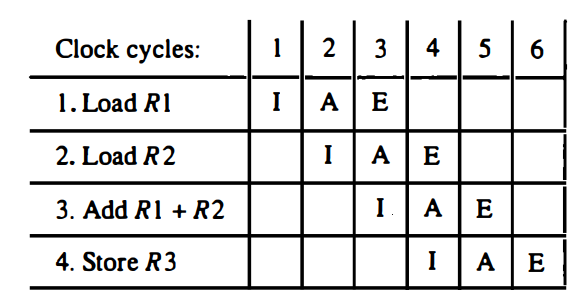 Clock cycles: 1 2 3 4 5 6
1. Load R1 I A E
2. Load R2 I A E
3. Add R1 + R2 I A E
4. Store R3 I A E